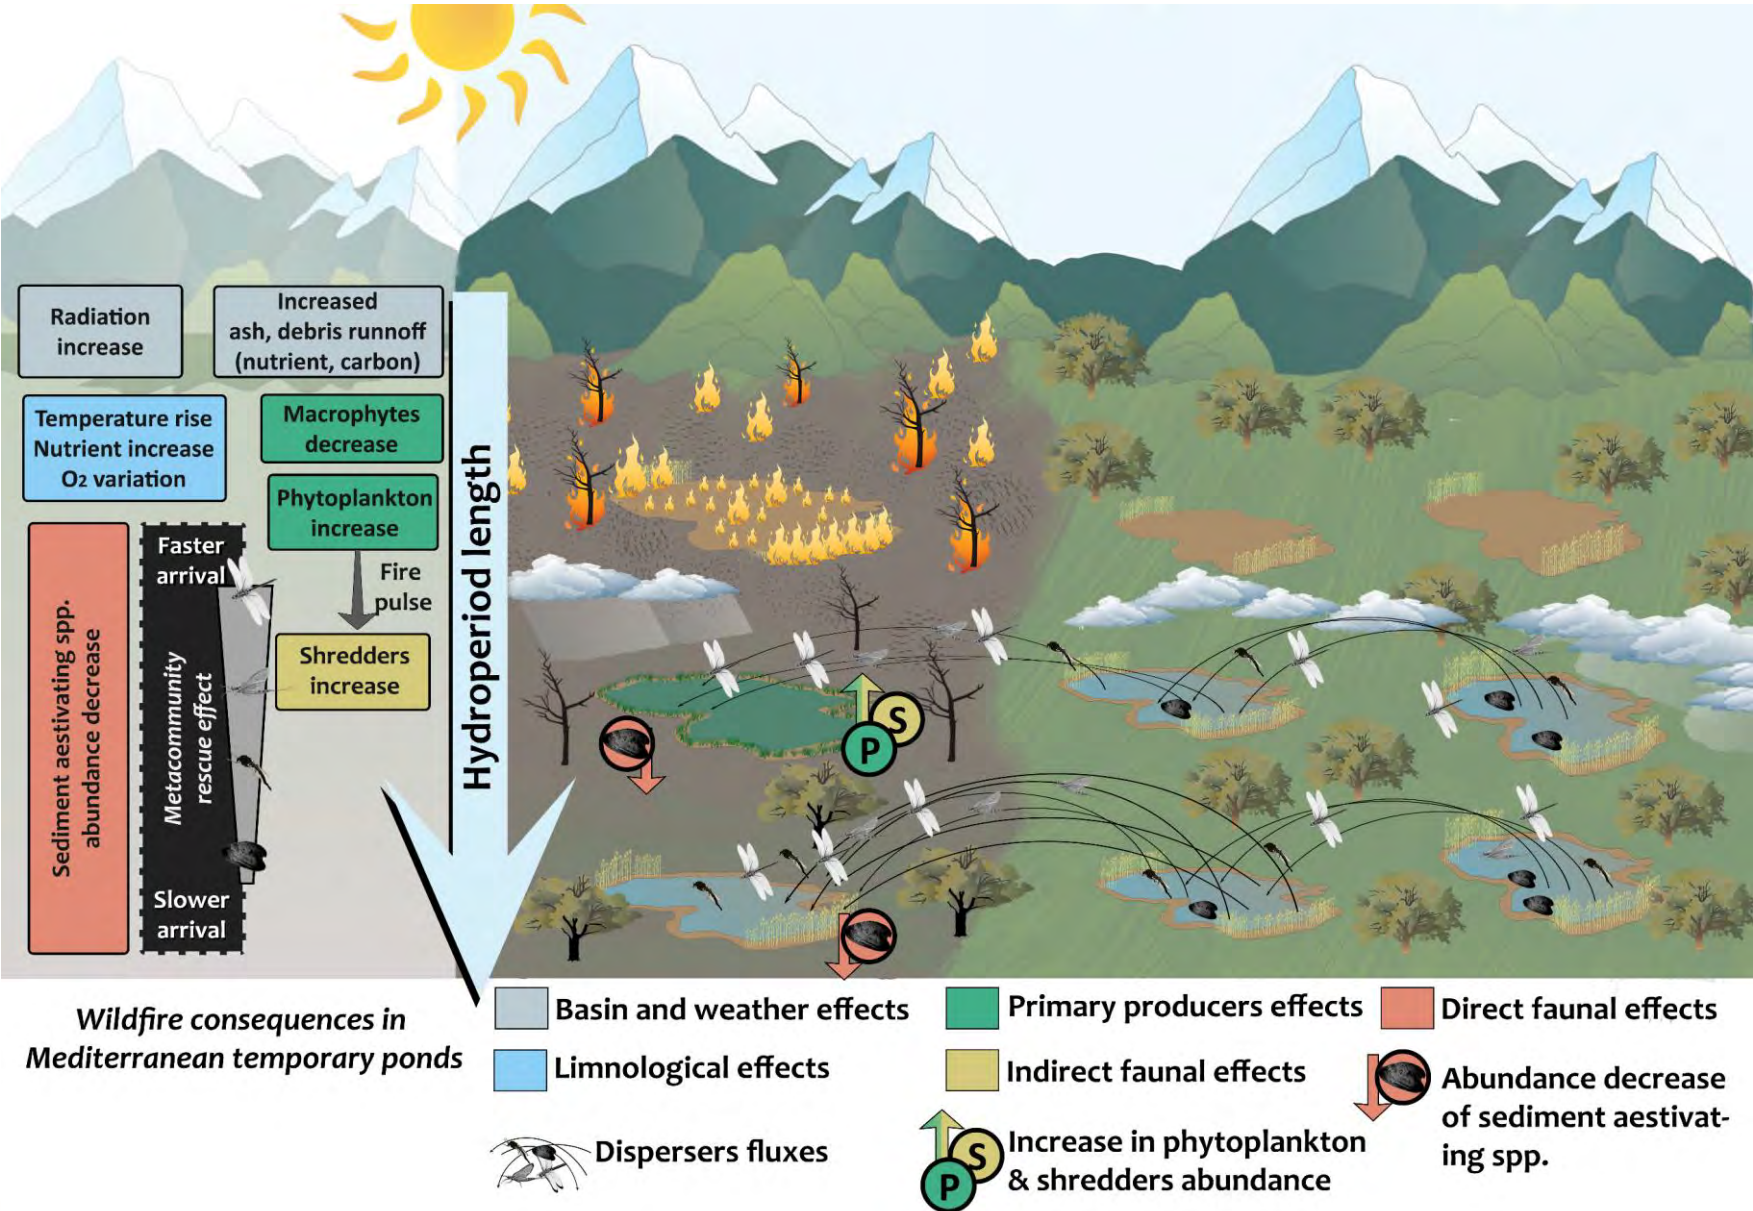 Radiation
increase
Increased
ash, debris runnoff
(nutrient, carbon)
Temperature rise
Nutrient increase
O2 variation
Macrophytes
decrease
Phytoplankton
increase
Fire
pulse
Shredders
increase
Sediment aestivating spp.
abundance decrease
Faster
arrival
Metacommunity
rescue effect
Slower
arrival
Hydroperiod length
S
P
Wildfire consequences in
Mediterranean temporary ponds
Basin and weather effects
Limnological effects
Dispersers fluxes
Primary producers effects
Indirect faunal effects
S
P
Increase in phytoplankton
& shredders abundance
Direct faunal effects
Abundance decrease
of sediment aestivat-
ing spp.